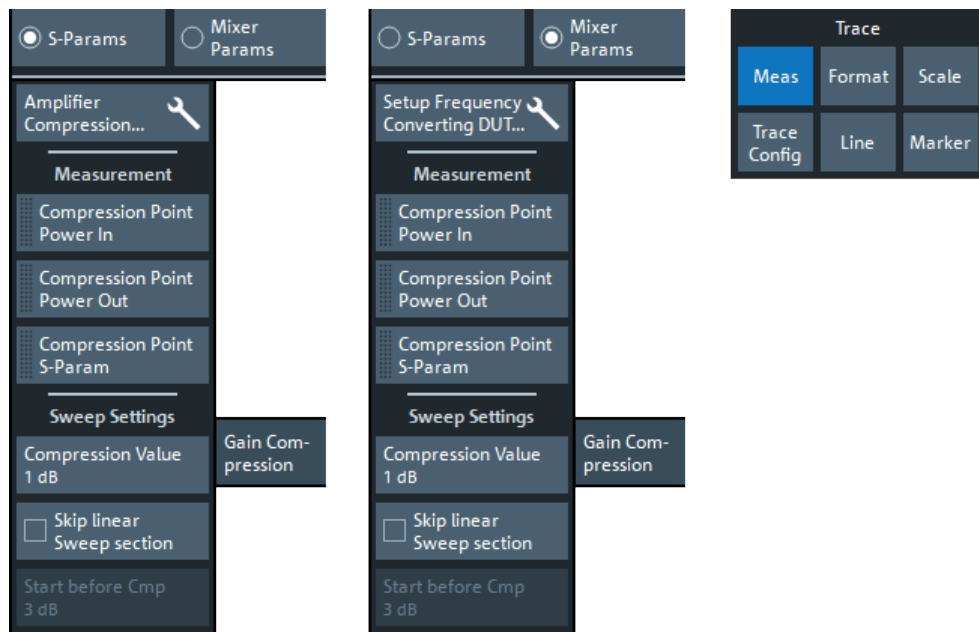 S-Params
Mixer
Params
Amplifier
Compression...
Measurement
Compression Point
Power In
Compression Point
Power Out
Compression Point
S-Param
Sweep Settings
Compression Value
1 dB
Skip linear
Sweep section
Start before Cmp
3 dB
Gain Com-
pression
S-Params
Mixer
Params
Setup Frequency
Converting DUT...
Measurement
Compression Point
Power In
Compression Point
Power Out
Compression Point
S-Param
Sweep Settings
Compression Value
1 dB
Skip linear
Sweep section
Start before Cmp
3 dB
Gain Com-
pression
Trace
Meas
Format
Scale
Trace
Config
Line
Marker